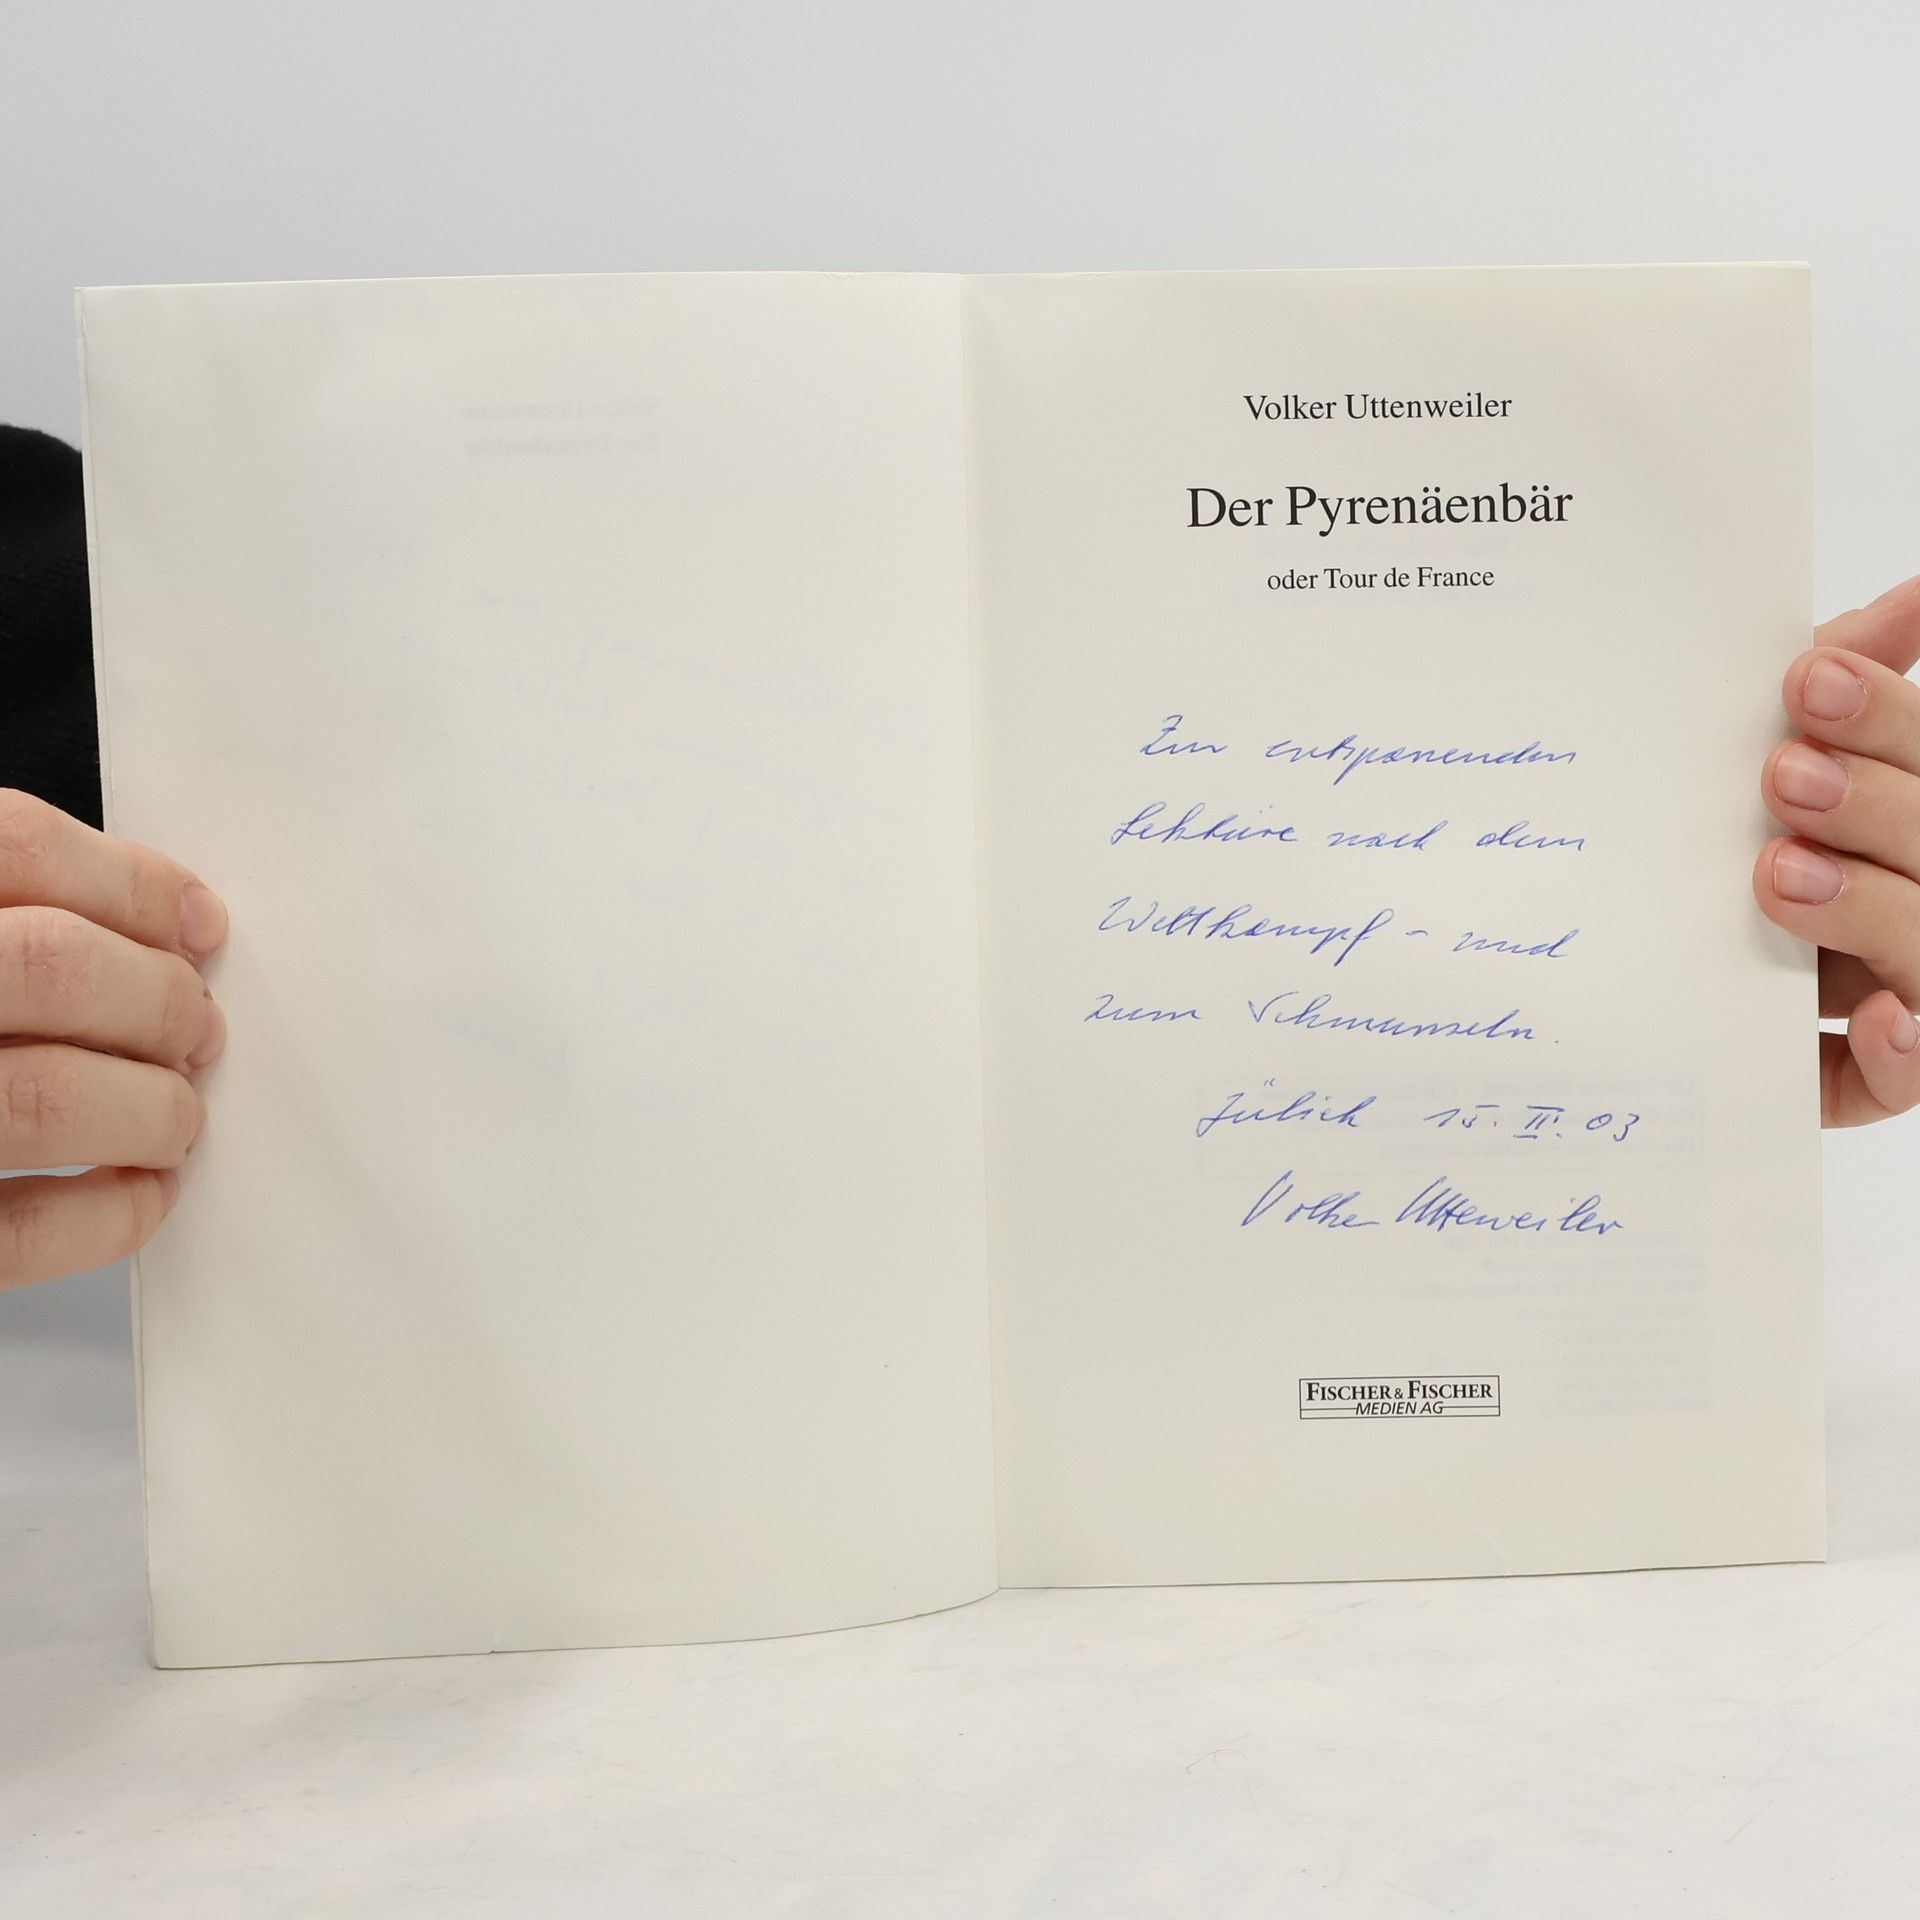 Volker Uttenweiler
Der Pyrenäenbär
oder Tour de France
Zur entspanenden
Lektüre nach dem
Wettkampf - und
zum Schmunzeln.
Jülich 15. II. 03
Volker Uttenweiler
FISCHER & FISCHER
MEDIEN AG